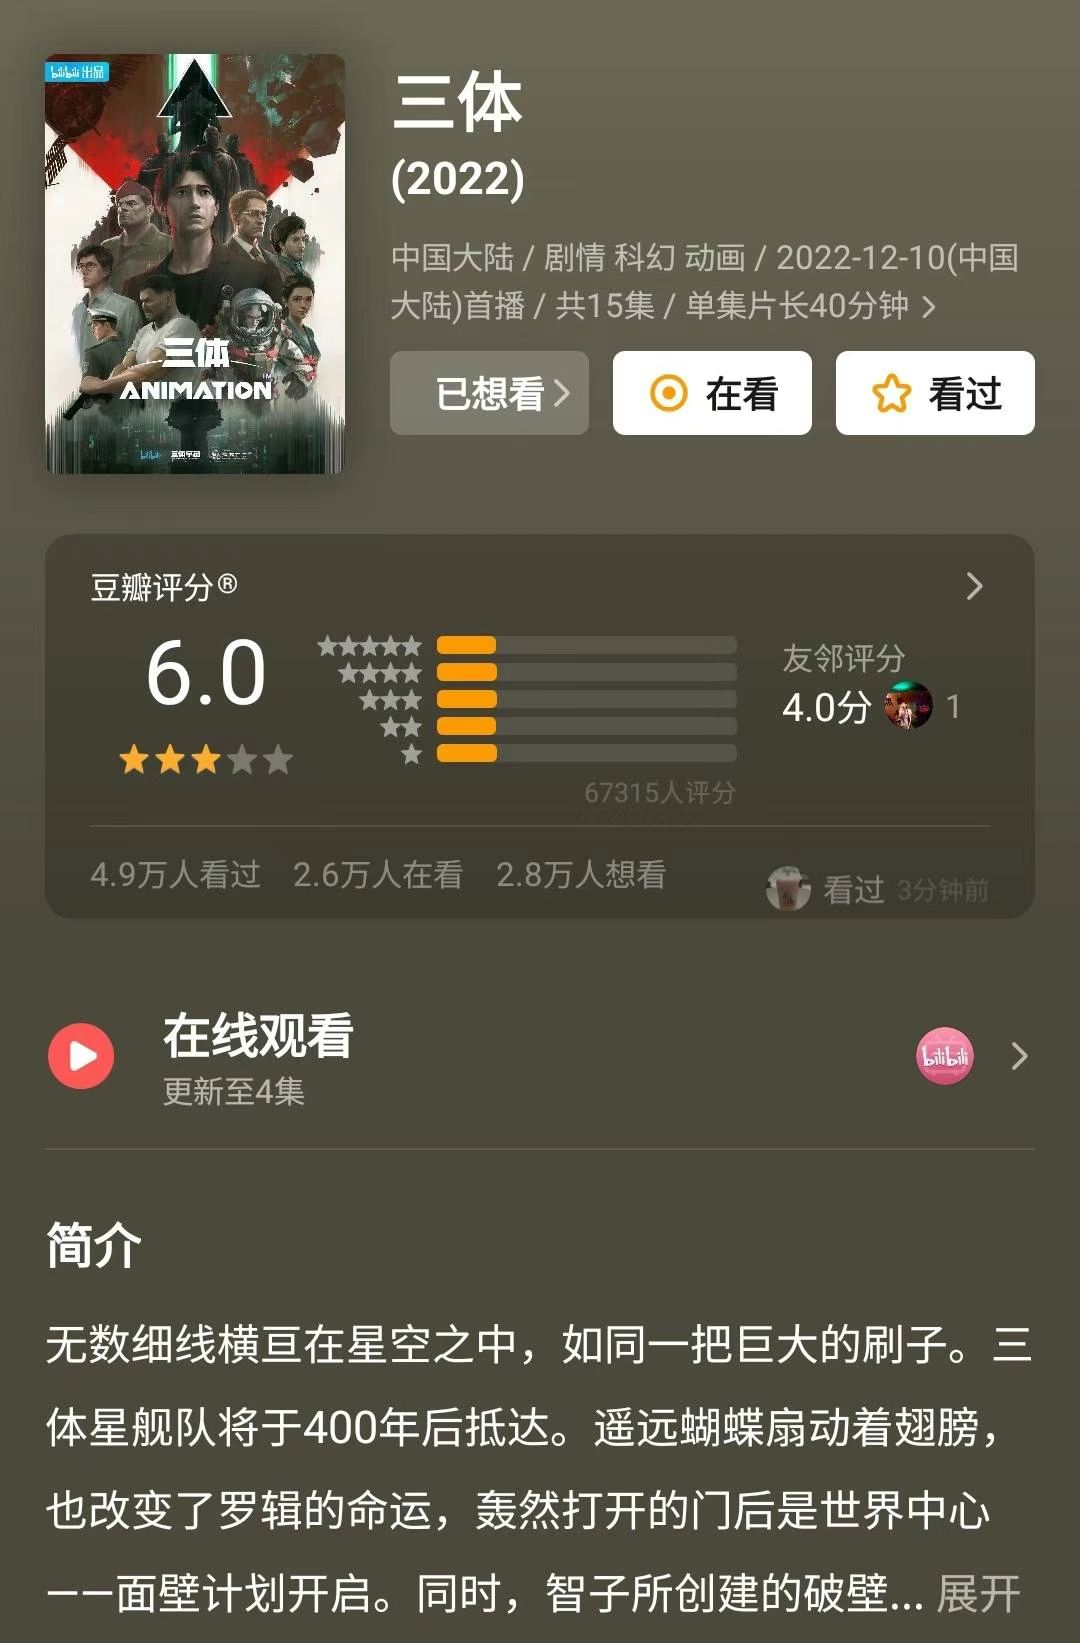 bilibili 出品
三体
ANIMATION
三体
(2022)
中国大陆 / 剧情 科幻 动画 / 2022-12-10(中国
大陆)首播 / 共15集 / 单集片长40分钟
已想看
在看
看过
豆瓣评分®
6.0
友邻评分
4.0分
1
67315人评分
4.9万人看过
2.6万人在看
2.8万人想看
看过 3分钟前
在线观看
更新至4集
bilibili
简介
无数细线横亘在星空之中，如同一把巨大的刷子。三
体星舰队将于400年后抵达。遥远蝴蝶扇动着翅膀，
也改变了罗辑的命运，轰然打开的门后是世界中心
——面壁计划开启。同时，智子所创建的破壁... 展开